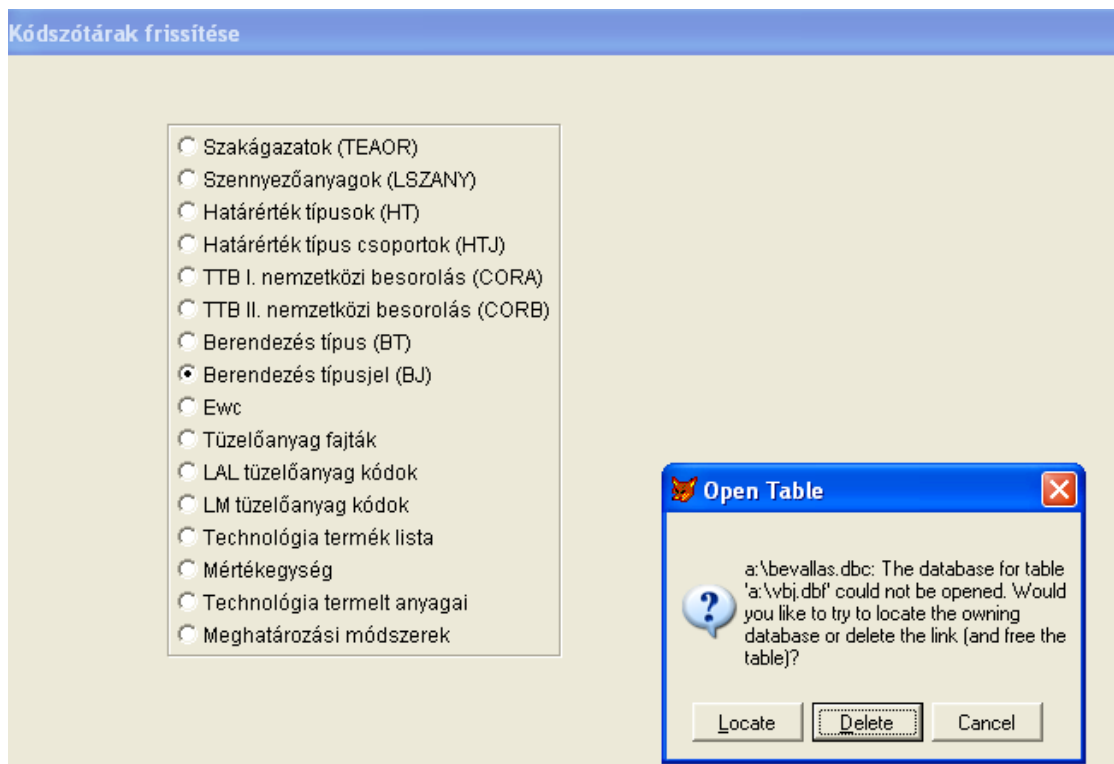 Kódszótárak frissítése
Szakágazatok (TEAOR)
Szennyezőanyagok (LSZANY)
Határérték típusok (HT)
Határérték típus csoportok (HTJ)
TTB I. nemzetközi besorolás (CORA)
TTB II. nemzetközi besorolás (CORB)
Berendezés típus (BT)
Berendezés típusjel (BJ)
Ewc
Tüzelőanyag fajták
LAL tüzelőanyag kódok
LM tüzelőanyag kódok
Technológia termék lista
Mértékegység
Technológia termelt anyagai
Meghatározási módszerek
Open Table
a:\bevallas.dbc: The database for table
'a:\vbj.dbf' could not be opened. Would
you like to try to locate the owning
database or delete the link (and free the
table)?
Locate Delete Cancel